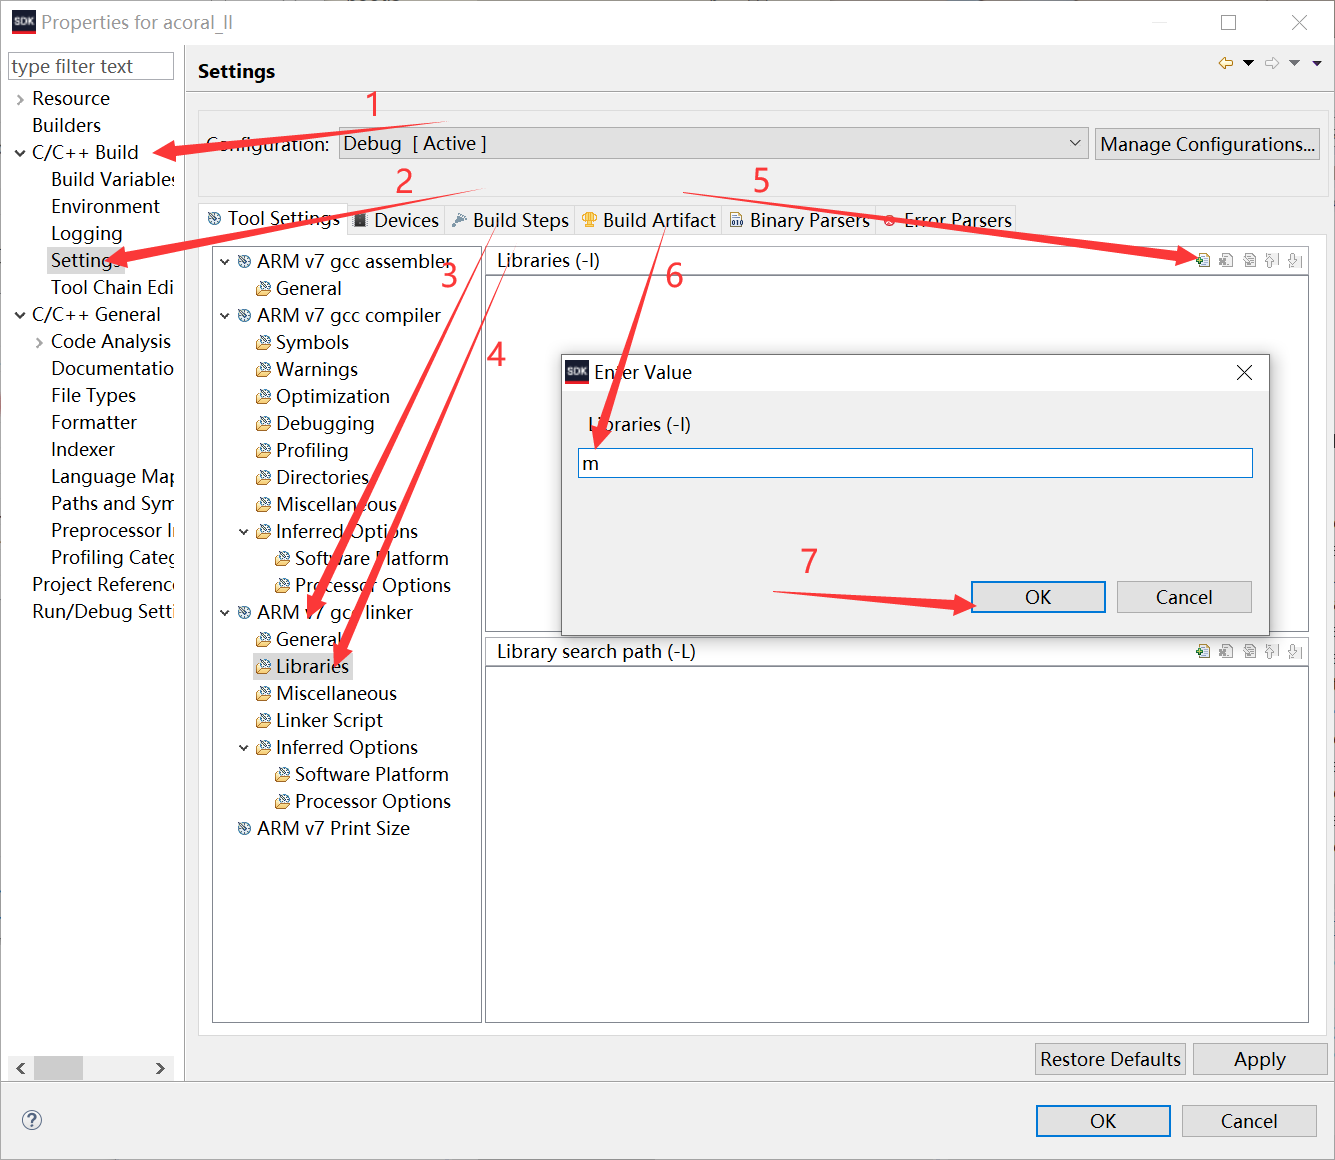 SDK Properties for acoral_ll
type filter text
Resource
Builders
C/C++ Build
Build Variables
Environment
Logging
Settings
Tool Chain Edi
C/C++ General
Code Analysis
Documentatio
File Types
Formatter
Indexer
Language Map
Paths and Sym
Preprocessor I
Profiling Categ
Project Referenc
Run/Debug Setti
Settings
1
Configuration: Debug [ Active ] Manage Configurations...
2
5
Tool Settings Devices Build Steps Build Artifact Binary Parsers Error Parsers
3
4
6
ARM v7 gcc assembler
General
ARM v7 gcc compiler
Symbols
Warnings
Optimization
Debugging
Profiling
Directories
Miscellaneous
Inferred Options
Software Platform
Processor Options
ARM v7 gcc linker
General
Libraries
Miscellaneous
Linker Script
Inferred Options
Software Platform
Processor Options
ARM v7 Print Size
Libraries (-l)
SDK Enter Value
Libraries (-l)
m
7
OK Cancel
Library search path (-L)
Restore Defaults Apply
OK Cancel